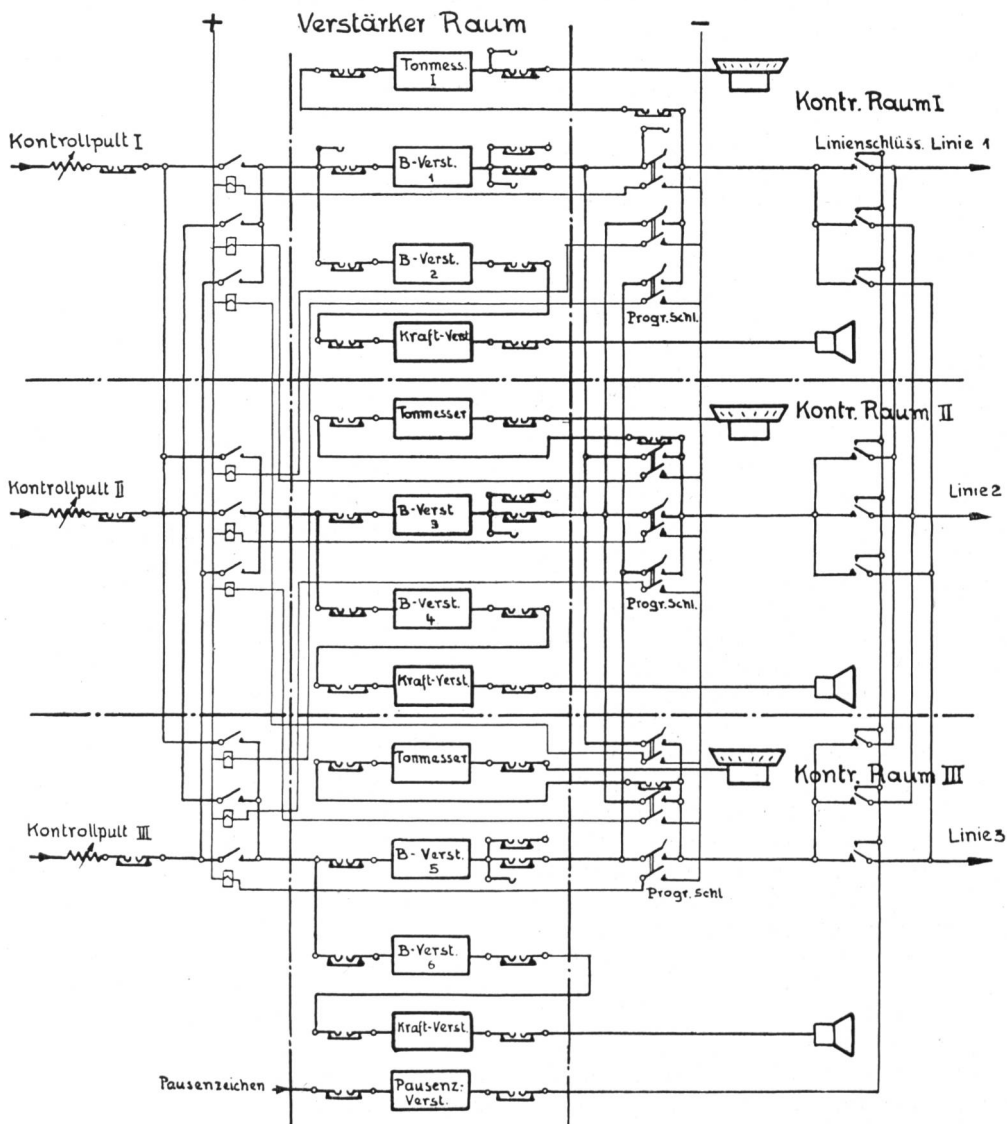 + Verstärker Raum -
Tonmess.
I
Kontr. Raum I
Kontrollpult I
Linienschlüss. Linie 1
B-Verst.
1
B-Verst.
2
Progr. Schl.
Kraft-Verst
Tonmesser
Kontr. Raum II
Kontrollpult II
Linie 2
B-Verst
3
B-Verst.
4
Progr. Schl.
Kraft-Verst.
Tonmesser
Kontr. Raum III
Kontrollpult III
Linie 3
B-Verst.
5
Progr. Schl
B-Verst.
6
Kraft-Verst.
Pausenzeichen
Pausenz:
Verst.